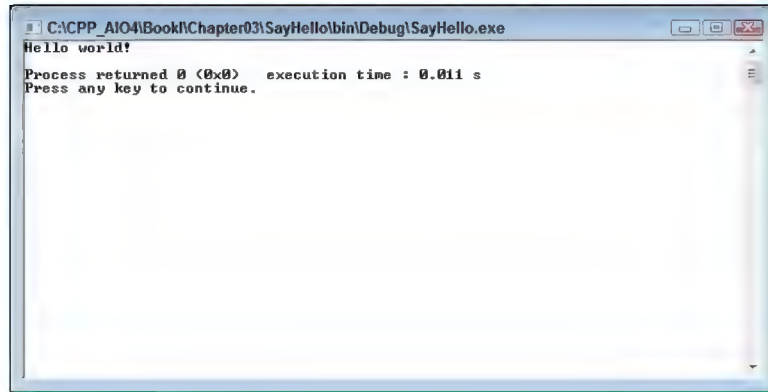 C:\CPP_AIO4\BookI\Chapter03\SayHello\bin\Debug\SayHello.exe
Hello world!
Process returned 0 (0x0)   execution time : 0.011 s
Press any key to continue.